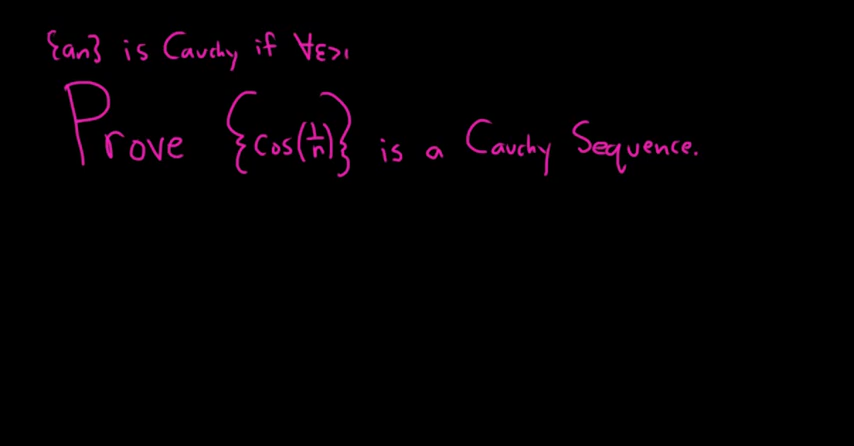 {an} is Cauchy if ∀ε>
Prove {cos(1/n)} is a Cauchy Sequence.